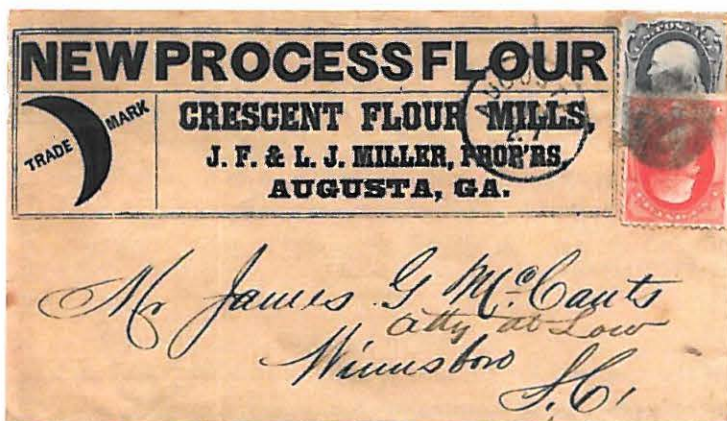 NEW PROCESS FLOUR
TRADE MARK
CRESCENT FLOUR MILLS,
J. F. & L. J. MILLER, PROP'RS,
AUGUSTA, GA.
AUGUSTA
Mr James G McCants
Atty at Law
Winnsboro
S.C.